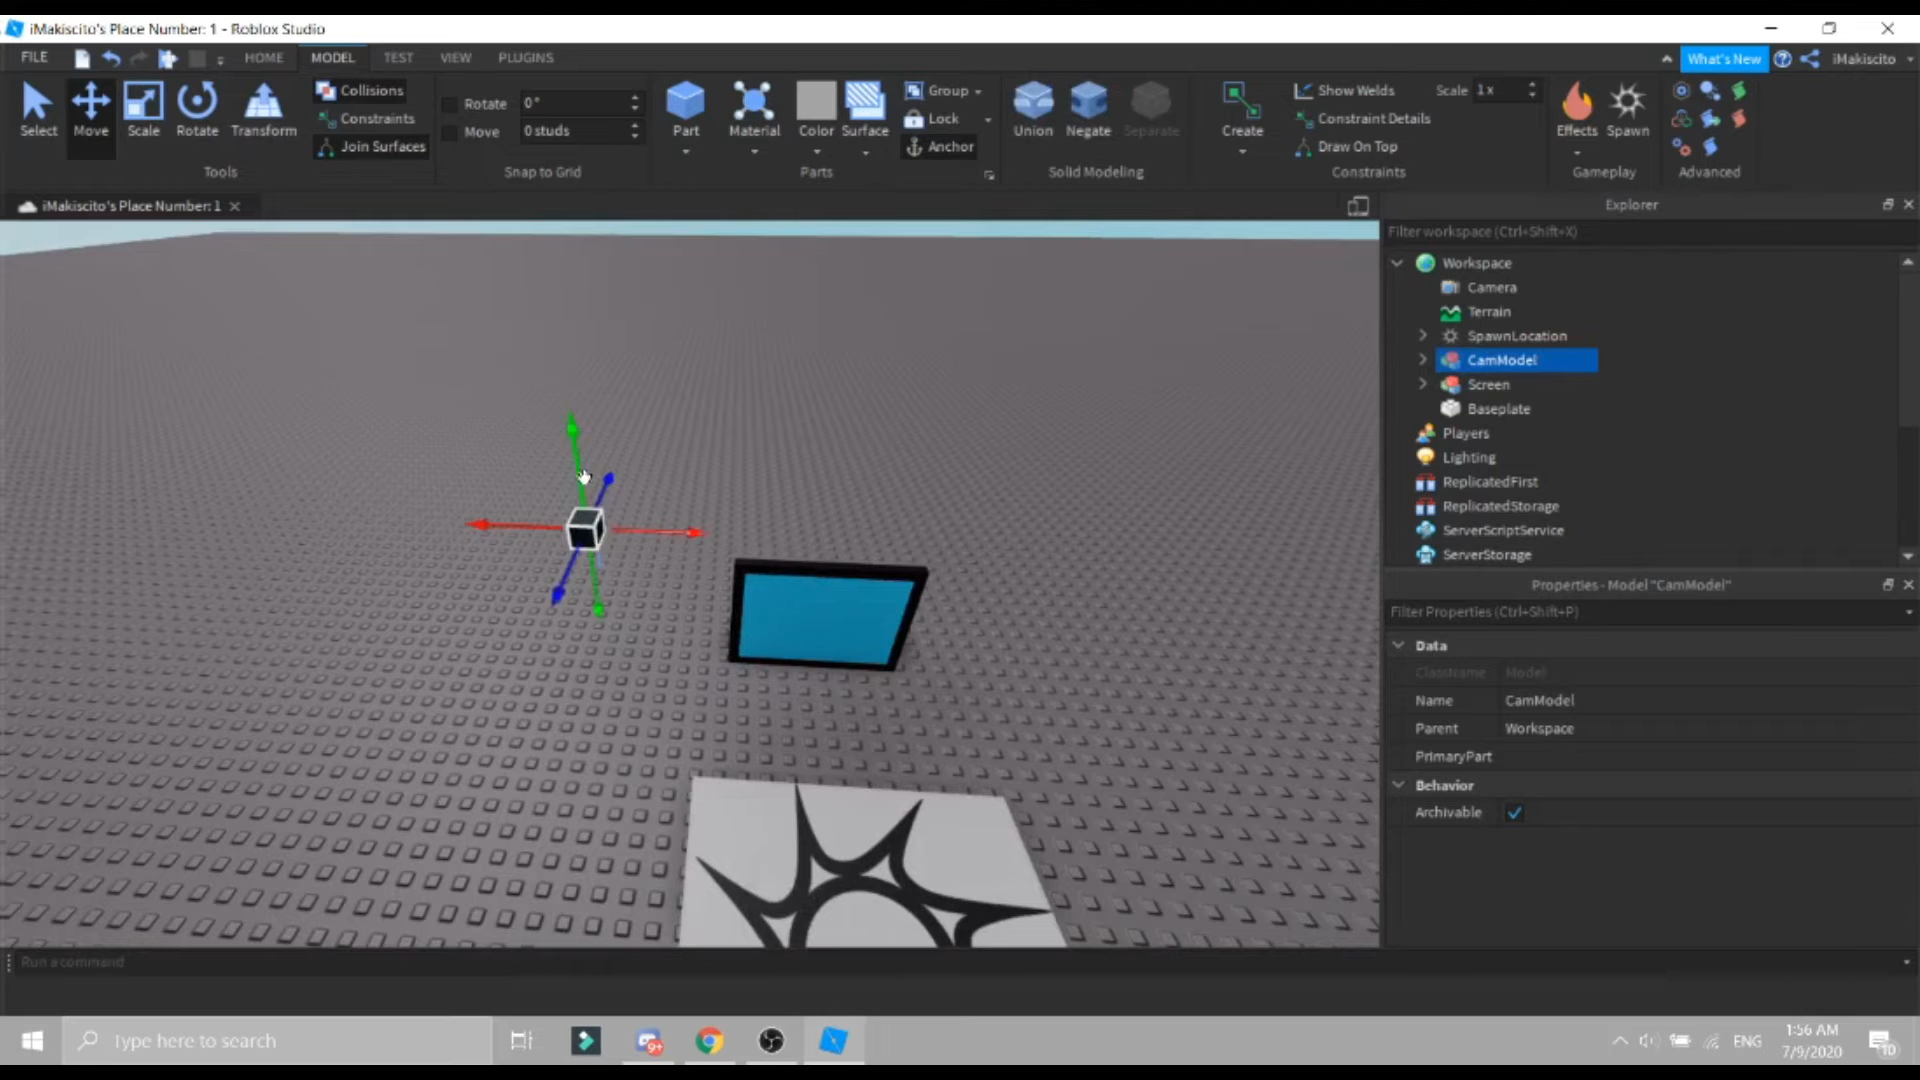 iMakiscito's Place Number: 1 - Roblox Studio
FILE HOME MODEL TEST VIEW PLUGINS What's New iMakiscito
Select Move Scale Rotate Transform
Collisions
Constraints
Join Surfaces
Tools
Rotate 0°
Move 0 studs
Snap to Grid
Part Material Color Surface
Group
Lock
Anchor
Parts
Union Negate Separate
Solid Modeling
Create
Show Welds Scale 1 x
Constraint Details
Draw On Top
Constraints
Effects Spawn
Gameplay
Advanced
iMakiscito's Place Number: 1
Explorer
Filter workspace (Ctrl+Shift+X)
Workspace
Camera
Terrain
SpawnLocation
CamModel
Screen
Baseplate
Players
Lighting
ReplicatedFirst
ReplicatedStorage
ServerScriptService
ServerStorage
Properties - Model "CamModel"
Filter Properties (Ctrl+Shift+P)
Data
ClassName Model
Name CamModel
Parent Workspace
PrimaryPart
Behavior
Archivable
Run a command
Type here to search
9+
ENG
1:56 AM
7/9/2020
10